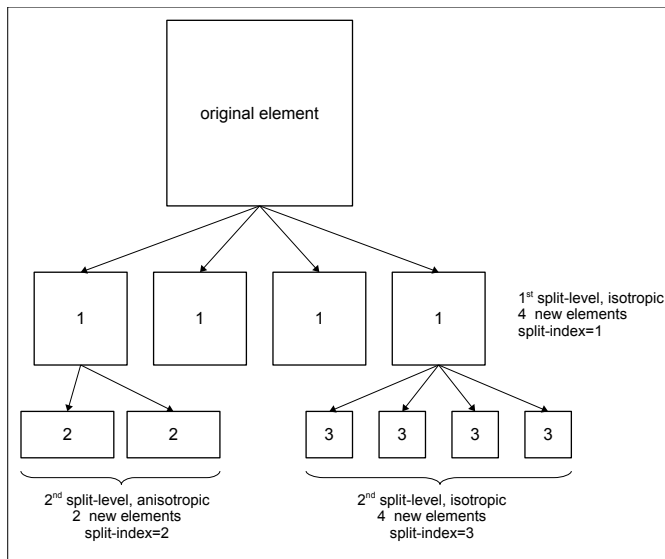 original element
1 1 1 1
1st split-level, isotropic
4 new elements
split-index=1
2 2 3 3 3 3
2nd split-level, anisotropic
2 new elements
split-index=2
2nd split-level, isotropic
4 new elements
split-index=3